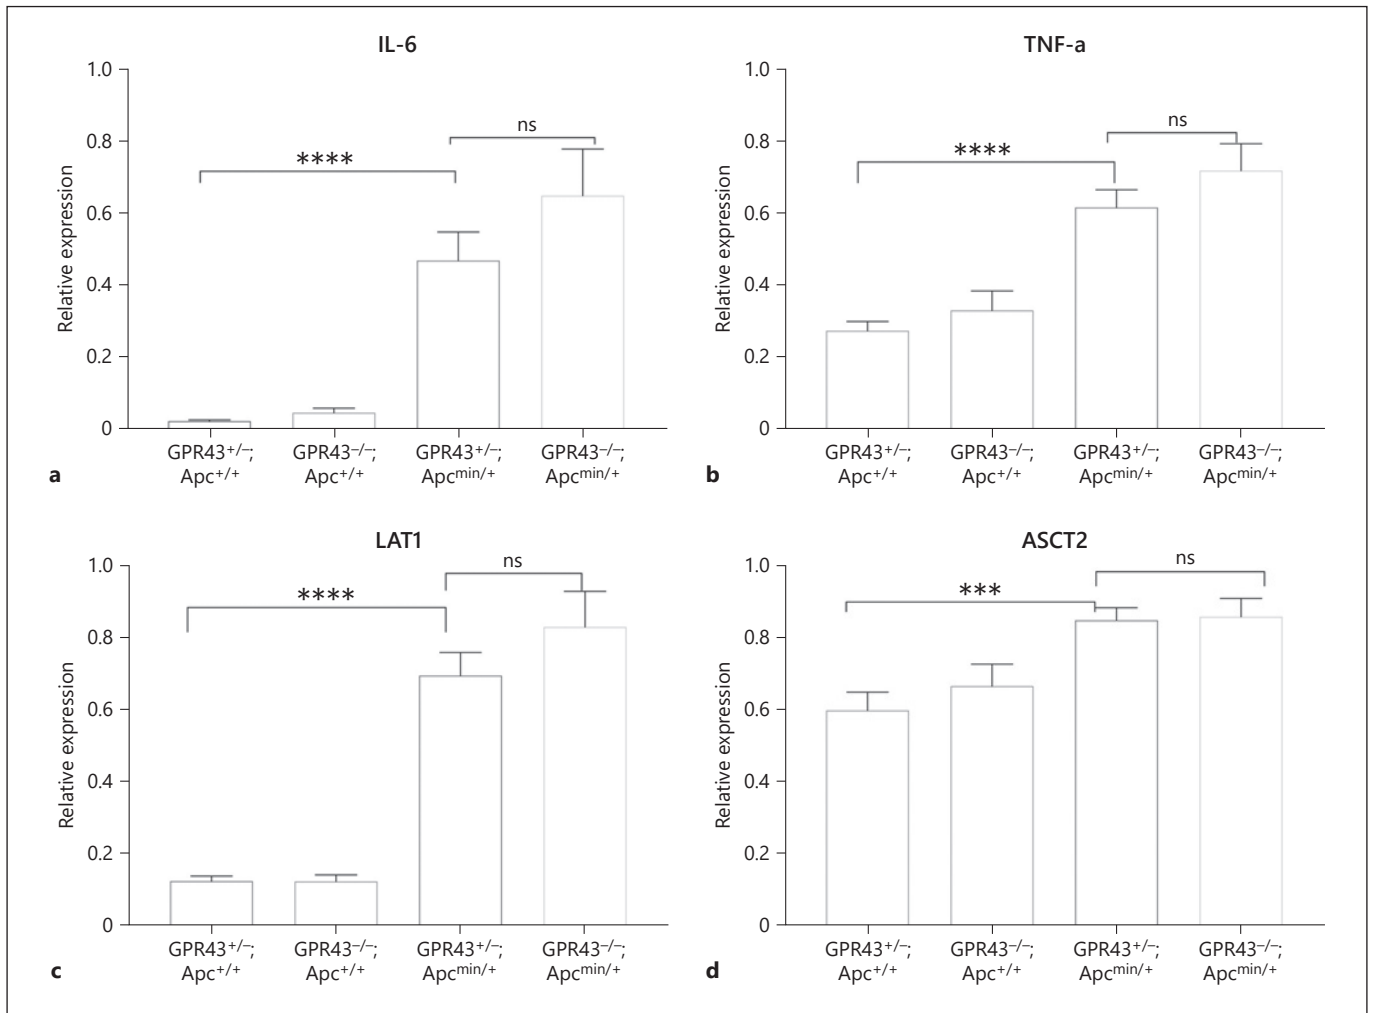 IL-6
1.0
0.8
0.6
0.4
0.2
0
Relative expression
****
ns
GPR43+/–; GPR43–/–; GPR43+/–; GPR43–/–;
Apc+/+ Apc+/+ Apcmin/+ Apcmin/+
a
TNF-a
1.0
0.8
0.6
0.4
0.2
0
Relative expression
****
ns
GPR43+/–; GPR43–/–; GPR43+/–; GPR43–/–;
Apc+/+ Apc+/+ Apcmin/+ Apcmin/+
b
LAT1
1.0
0.8
0.6
0.4
0.2
0
Relative expression
****
ns
GPR43+/–; GPR43–/–; GPR43+/–; GPR43–/–;
Apc+/+ Apc+/+ Apcmin/+ Apcmin/+
c
ASCT2
1.0
0.8
0.6
0.4
0.2
0
Relative expression
***
ns
GPR43+/–; GPR43–/–; GPR43+/–; GPR43–/–;
Apc+/+ Apc+/+ Apcmin/+ Apcmin/+
d